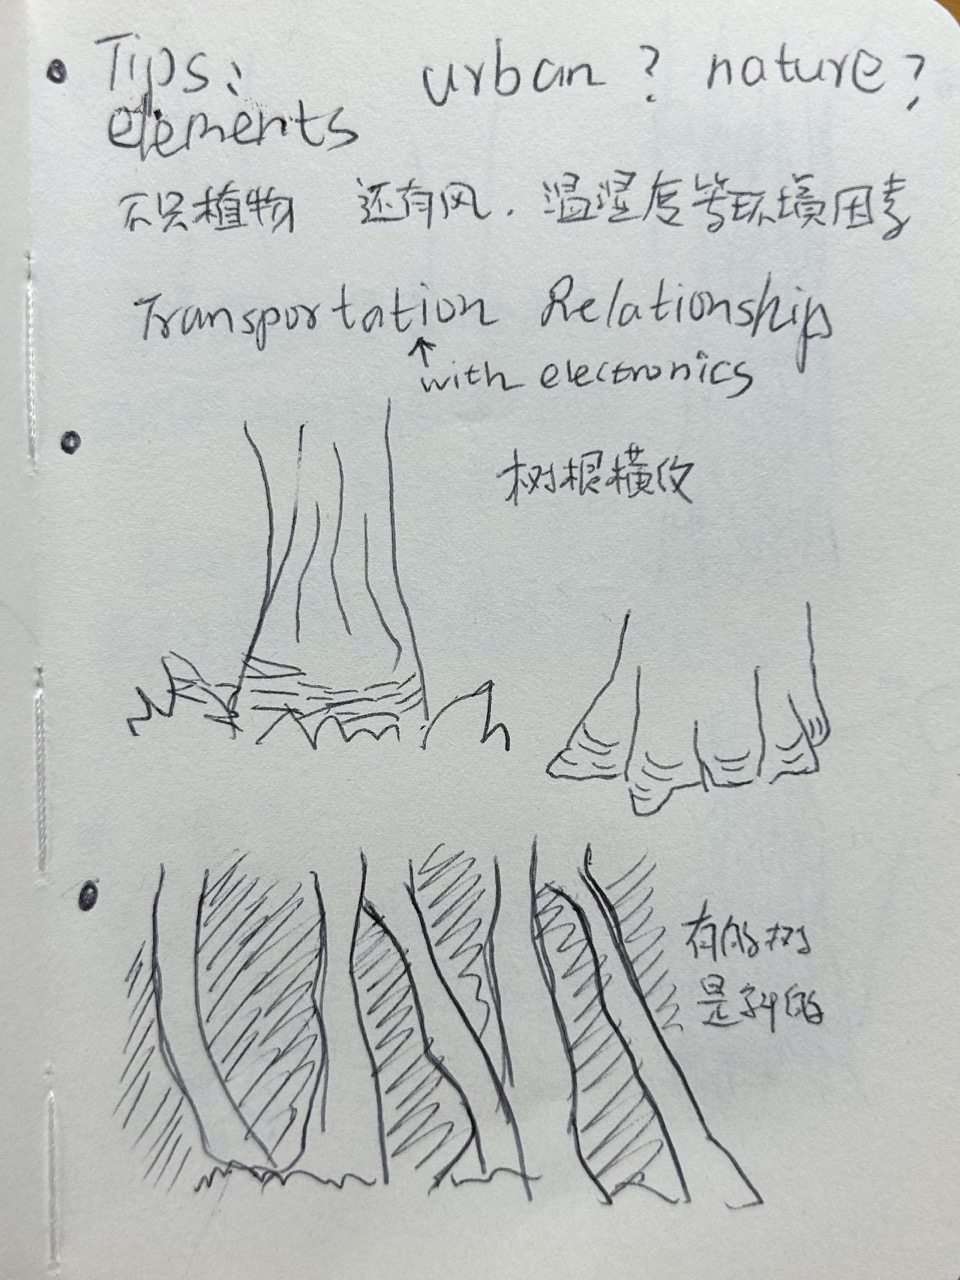 Tips: urban? nature?
elements
不只植物 还有风.温湿度等环境因素
Transportation Relationship
↑with electronics
树根横纹
有的树
是斜的